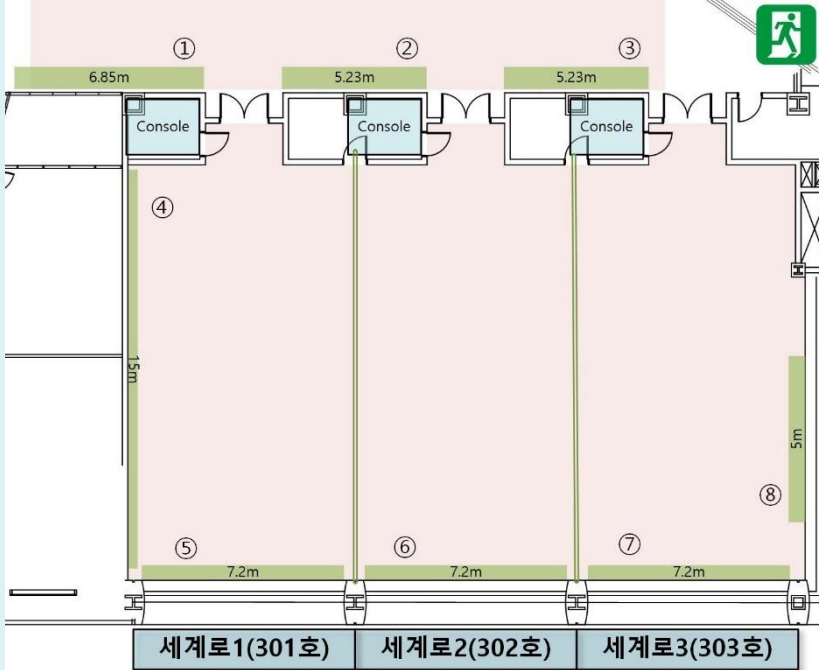 ①
②
③
6.85m
5.23m
5.23m
Console
Console
Console
④
15m
5m
⑧
⑤
⑥
⑦
7.2m
7.2m
7.2m
세계로1(301호)
세계로2(302호)
세계로3(303호)